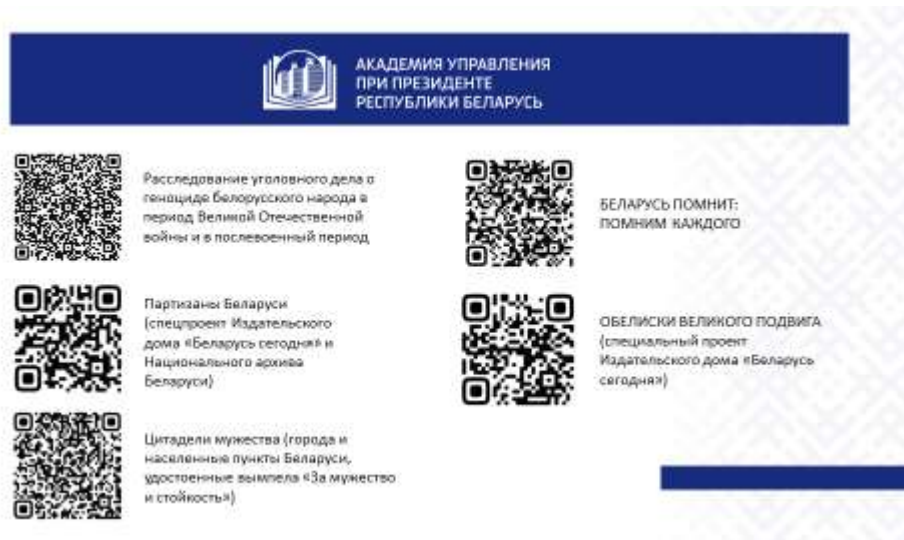 АКАДЕМИЯ УПРАВЛЕНИЯ
ПРИ ПРЕЗИДЕНТЕ
РЕСПУБЛИКИ БЕЛАРУСЬ
Расследование уголовного дела о
геноциде белорусского народа в
период Великой Отечественной
войны и в послевоенный период
Партизаны Беларуси
(спецпроект Издательского
дома «Беларусь сегодня» и
Национального архива
Беларуси)
Цитадели мужества (города и
населенные пункты Беларуси,
удостоенные вымпела «За мужество
и стойкость»)
БЕЛАРУСЬ ПОМНИТ:
ПОМНИМ КАЖДОГО
ОБЕЛИСКИ ВЕЛИКОГО ПОДВИГА
(специальный проект
Издательского дома «Беларусь
сегодня»)